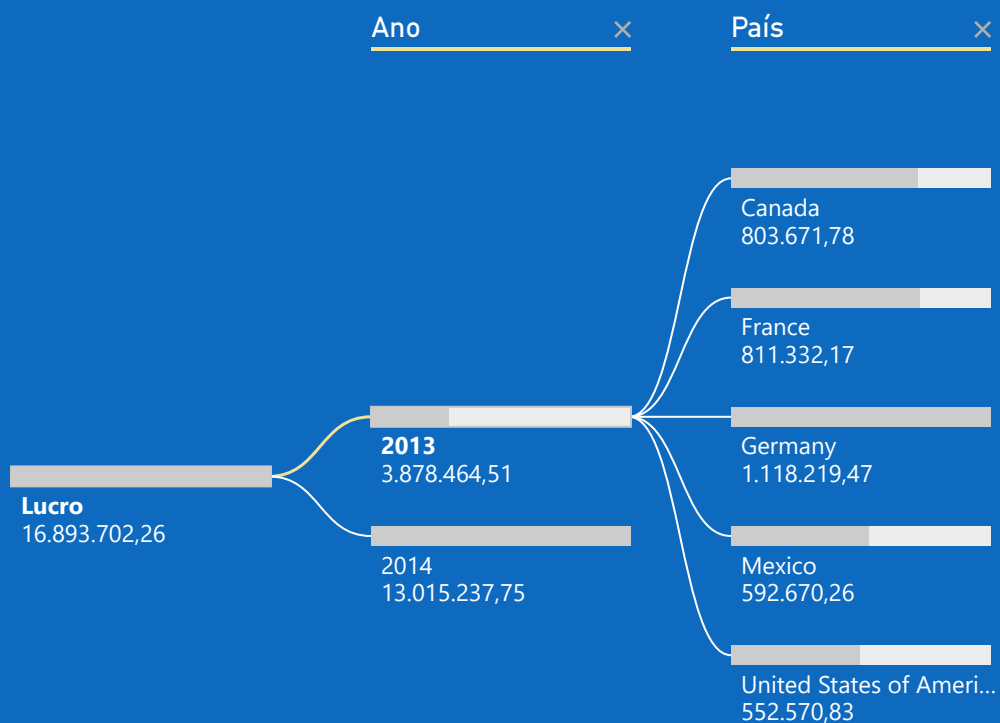 Ano
País
Canada
803.671,78
France
811.332,17
2013
3.878.464,51
Germany
1.118.219,47
Lucro
16.893.702,26
2014
13.015.237,75
Mexico
592.670,26
United States of Ameri...
552.570,83